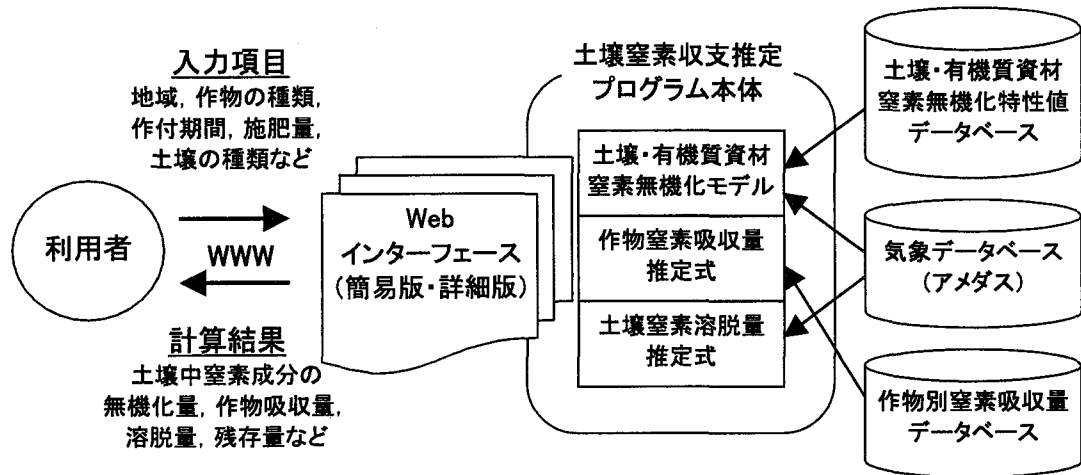 入力項目
地域, 作物の種類,
作付期間, 施肥量,
土壌の種類など
利用者
WWW
計算結果
土壌中窒素成分の
無機化量, 作物吸収量,
溶脱量, 残存量など
Web
インターフェース
(簡易版・詳細版)
土壌窒素収支推定
プログラム本体
土壌・有機質資材
窒素無機化モデル
作物窒素吸収量
推定式
土壌窒素溶脱量
推定式
土壌・有機質資材
窒素無機化特性値
データベース
気象データベース
(アメダス)
作物別窒素吸収量
データベース